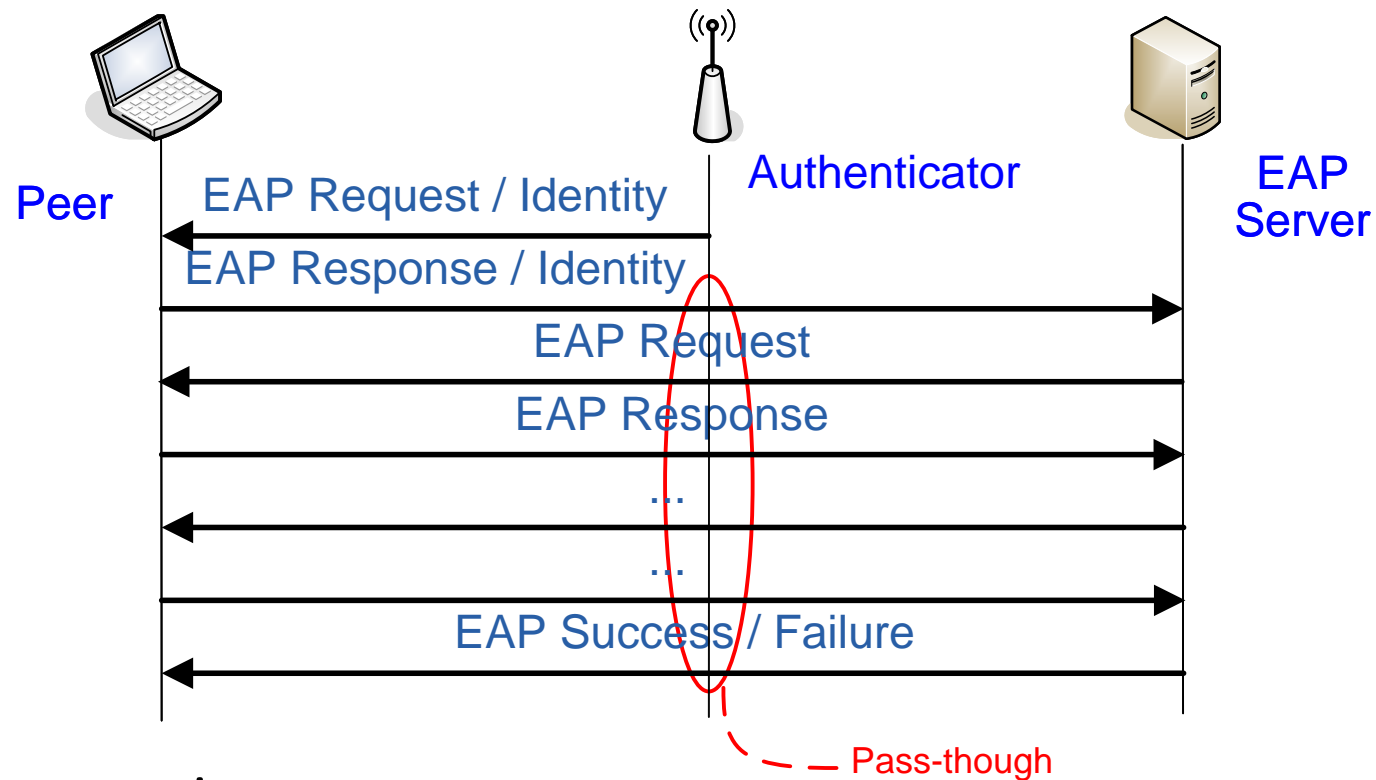 Authenticator
EAP
Server
Peer
EAP Request / Identity
EAP Response / Identity
EAP Request
EAP Response
...
...
EAP Success / Failure
Pass-though